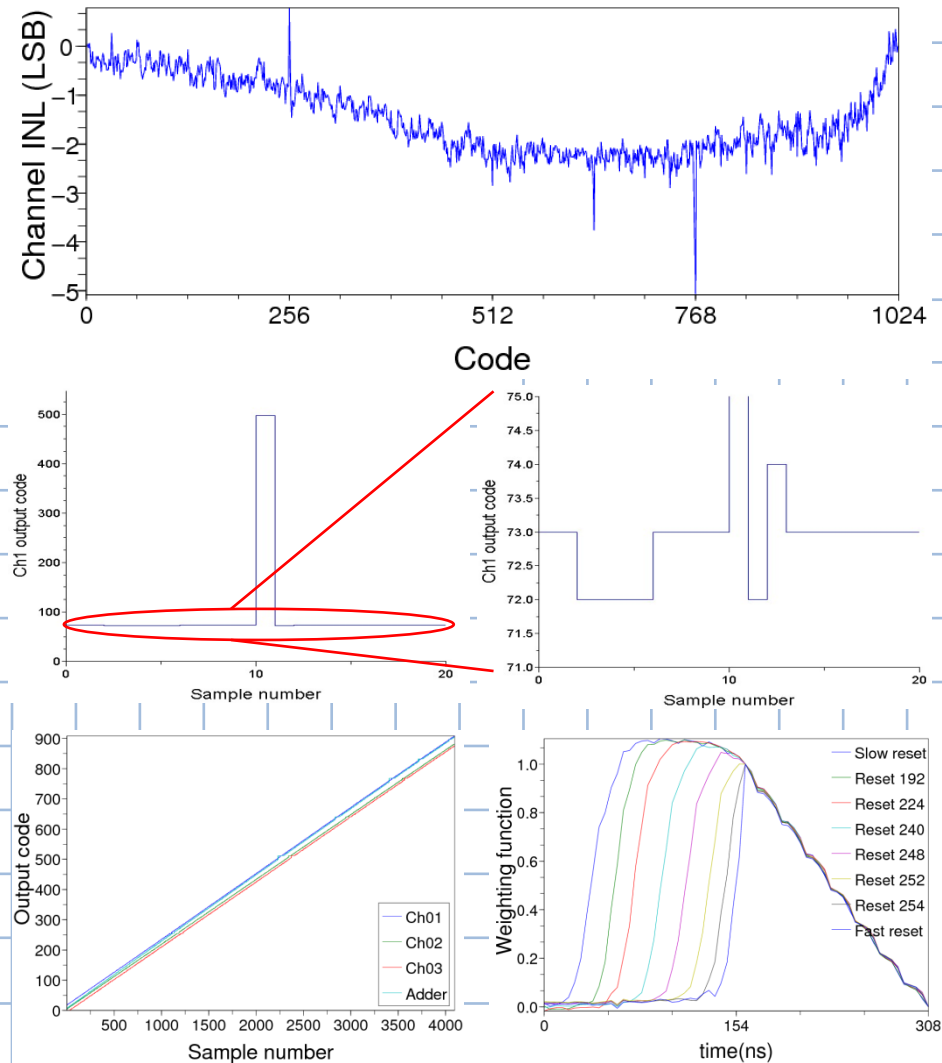 Channel INL (LSB)
0
−1
−2
−3
−4
−5
0 256 512 768 1024
Code
Ch1 output code
500
400
300
200
100
0
0 10 20
Sample number
Ch1 output code
75.0
74.5
74.0
73.5
73.0
72.5
72.0
71.5
71.0
0 10 20
Sample number
Output code
900
800
700
600
500
400
300
200
100
0
500 1000 1500 2000 2500 3000 3500 4000
Sample number
Ch01
Ch02
Ch03
Adder
Weighting function
1.0
0.8
0.6
0.4
0.2
0.0
0 154 308
time(ns)
Slow reset
Reset 192
Reset 224
Reset 240
Reset 248
Reset 252
Reset 254
Fast reset